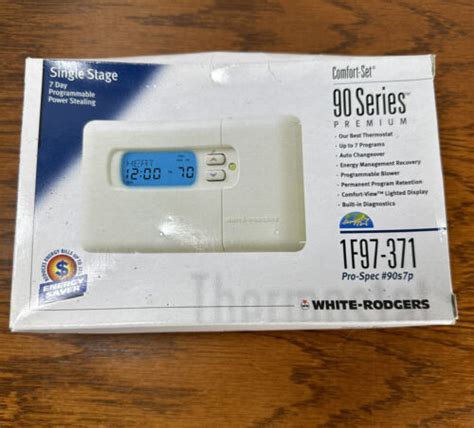 Single Stage
7 Day
Programmable
Power Stealing
HEAT
12:00 70
Comfort-Set®
90 Series™
PREMIUM
• Our Best Thermostat
• Up to 7 Programs
• Auto Changeover
• Energy Management Recovery
• Programmable Blower
• Permanent Program Retention
• Comfort-View™ Lighted Display
• Built-in Diagnostics
1F97-371
Pro-Spec #90s7p
WHITE-RODGERS
$
ENERGY
SAVER